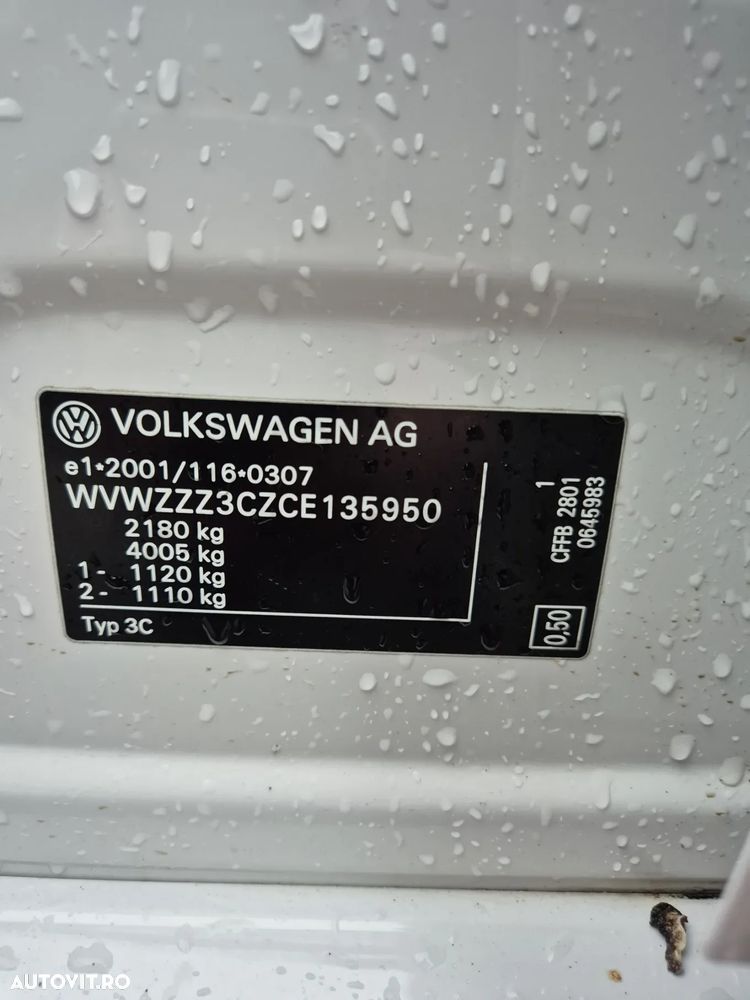 VOLKSWAGEN AG
e1*2001/116*0307
WVWZZZ3CZCE135950
2180 kg
4005 kg
1- 1120 kg
2- 1110 kg
Typ 3C
1
CFFB 2801
0645983
0,50
AUTOVIT.RO